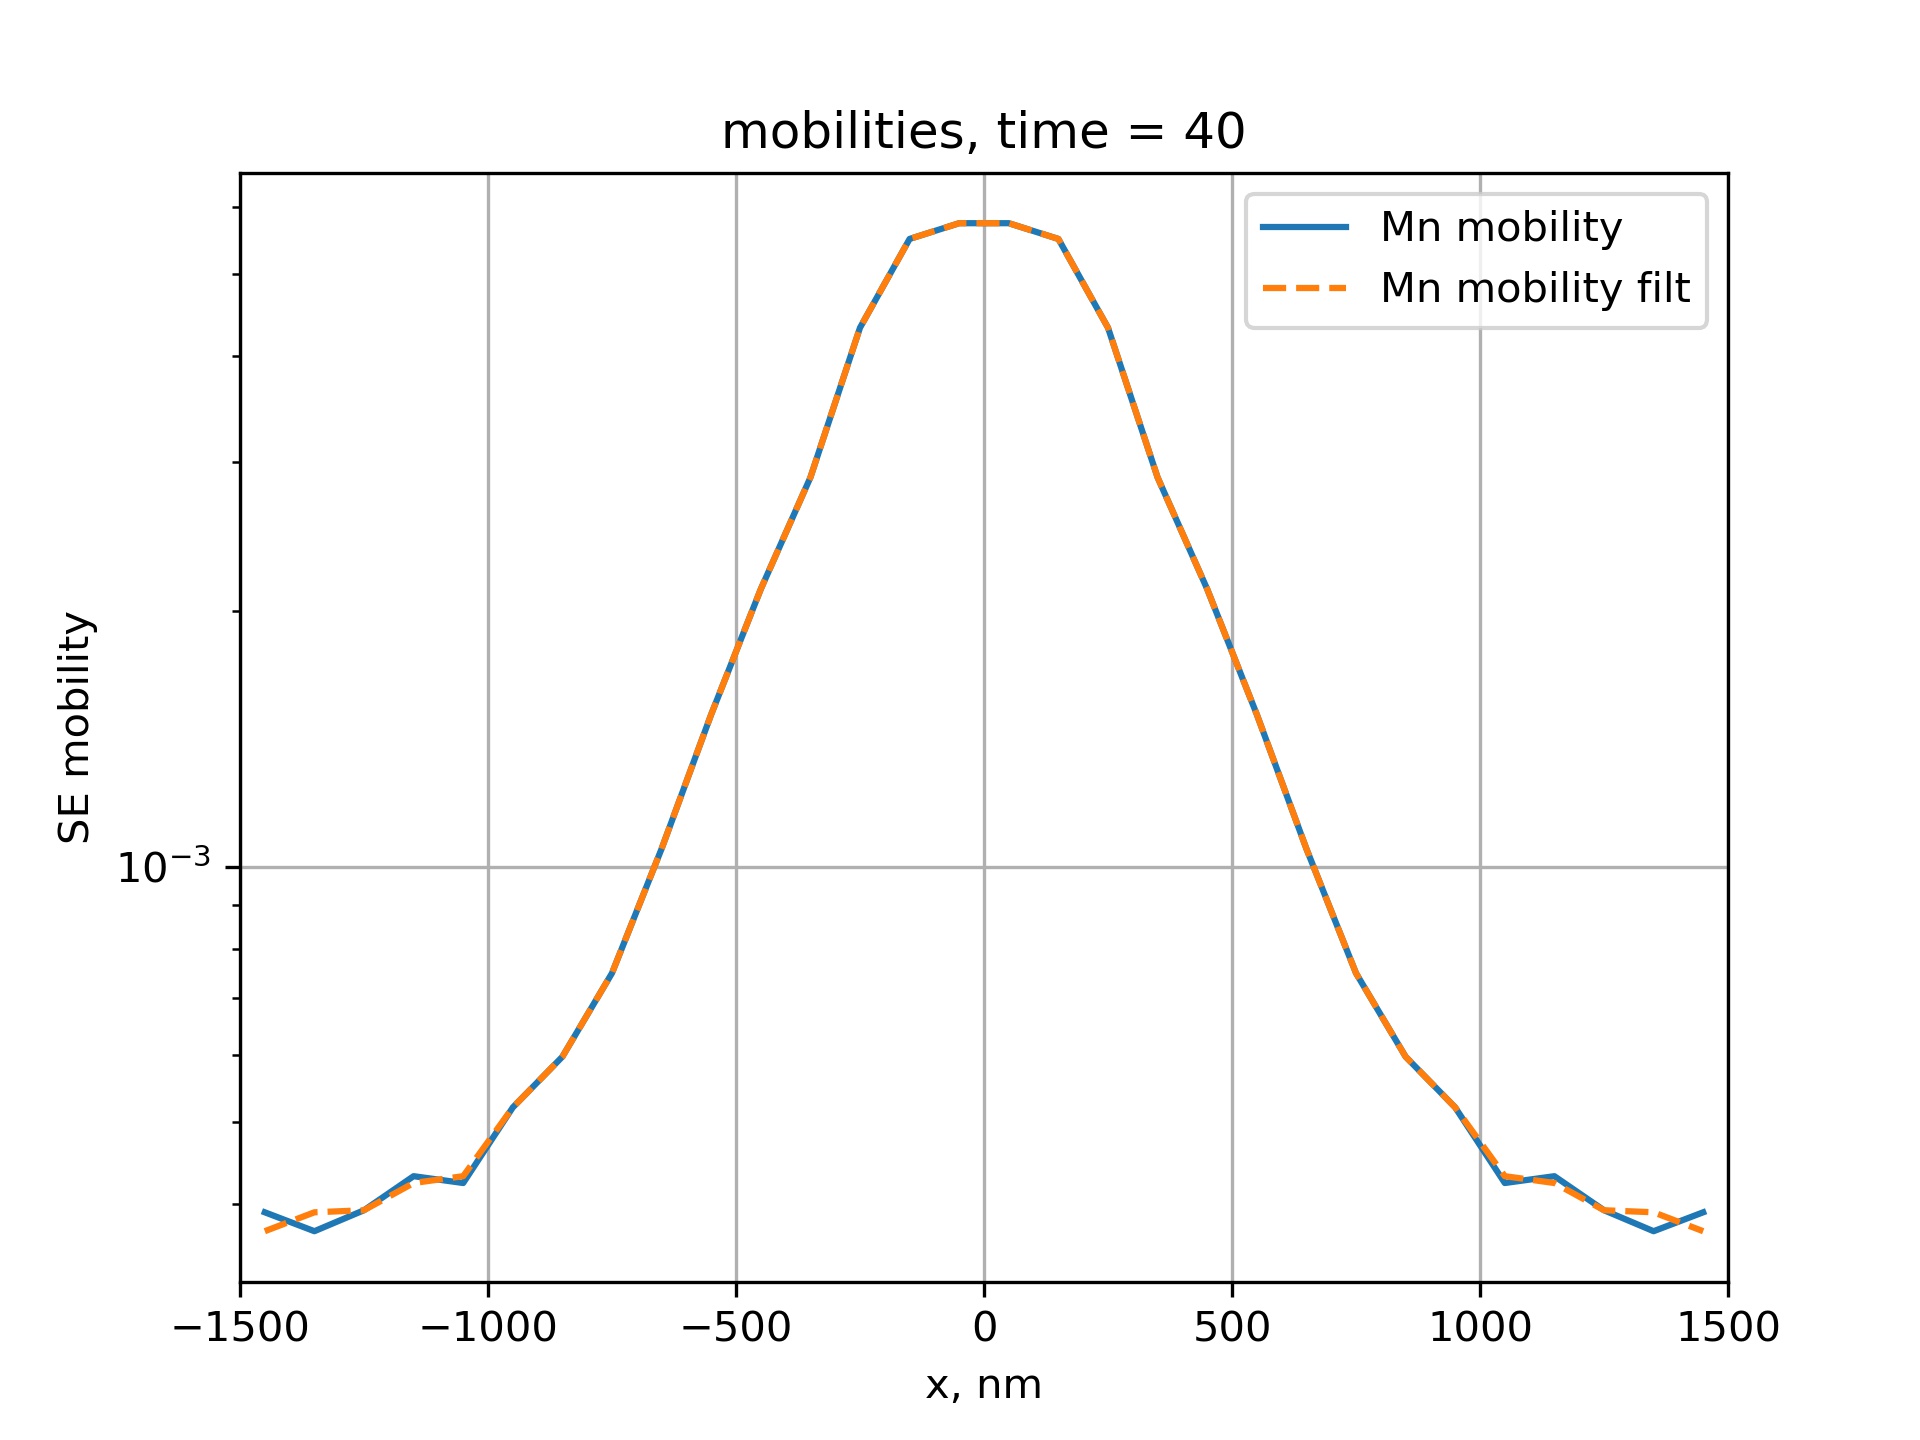 mobilities, time = 40
Mn mobility
Mn mobility filt
SE mobility
10⁻³
−1500
−1000
−500
0
500
1000
1500
x, nm